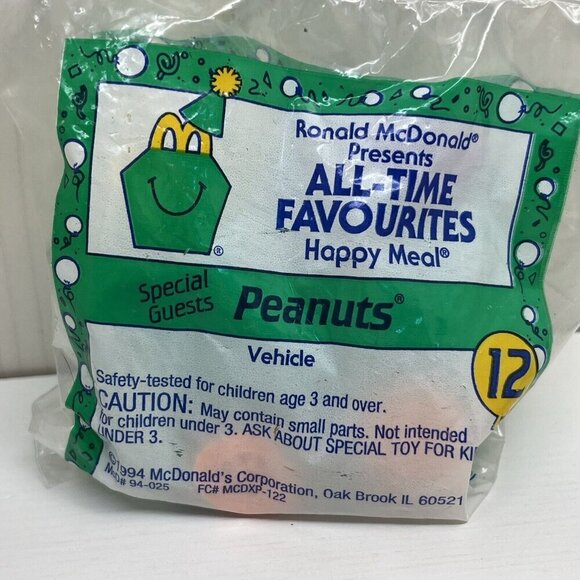 Ronald McDonald®
Presents
ALL-TIME
FAVOURITES
Happy Meal®
®
Special
Guests
Peanuts®
Vehicle
12
Safety-tested for children age 3 and over.
CAUTION: May contain small parts. Not intended
for children under 3. ASK ABOUT SPECIAL TOY FOR
UNDER 3.
©1994 McDonald's Corporation, Oak Brook IL 60521
McD# 94-025 FC# MCDXP-122